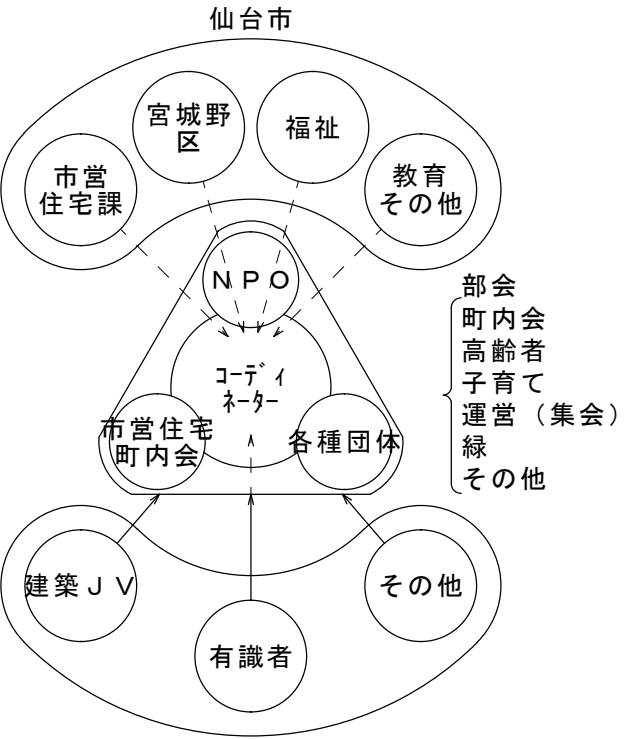 仙台市
宮城野
区
福祉
市営
住宅課
教育
その他
ＮＰＯ
ｺｰﾃﾞｨ
ﾈｰﾀｰ
市営住宅
町内会
各種団体
部会
町内会
高齢者
子育て
運営（集会）
緑
その他
建築ＪＶ
有識者
その他